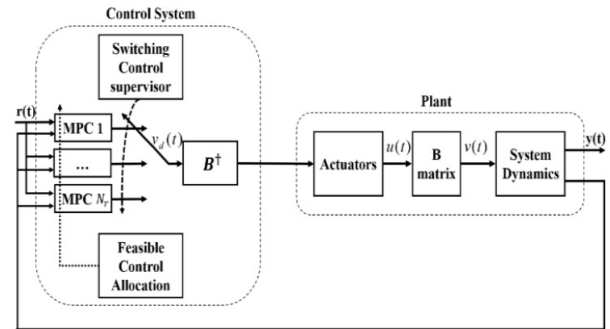 Control System
Switching
Control
supervisor
Plant
r(t)
MPC 1
v_d(t)
B†
Actuators
u(t)
B
matrix
v(t)
System
Dynamics
y(t)
...
MPC N_r
Feasible
Control
Allocation